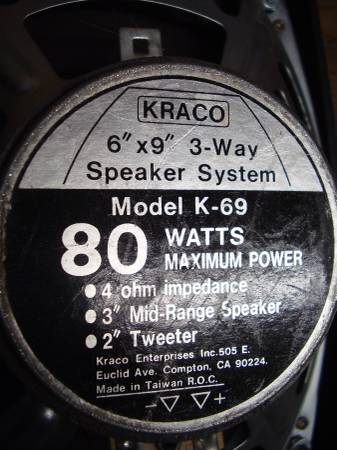 KRACO
6"x9" 3-Way
Speaker System
Model K-69
80 WATTS
MAXIMUM POWER
● 4 ohm impedance
● 3" Mid-Range Speaker
● 2" Tweeter
Kraco Enterprises Inc.505 E.
Euclid Ave. Compton, CA 90224.
Made in Taiwan R.O.C.
-▽ ▽+